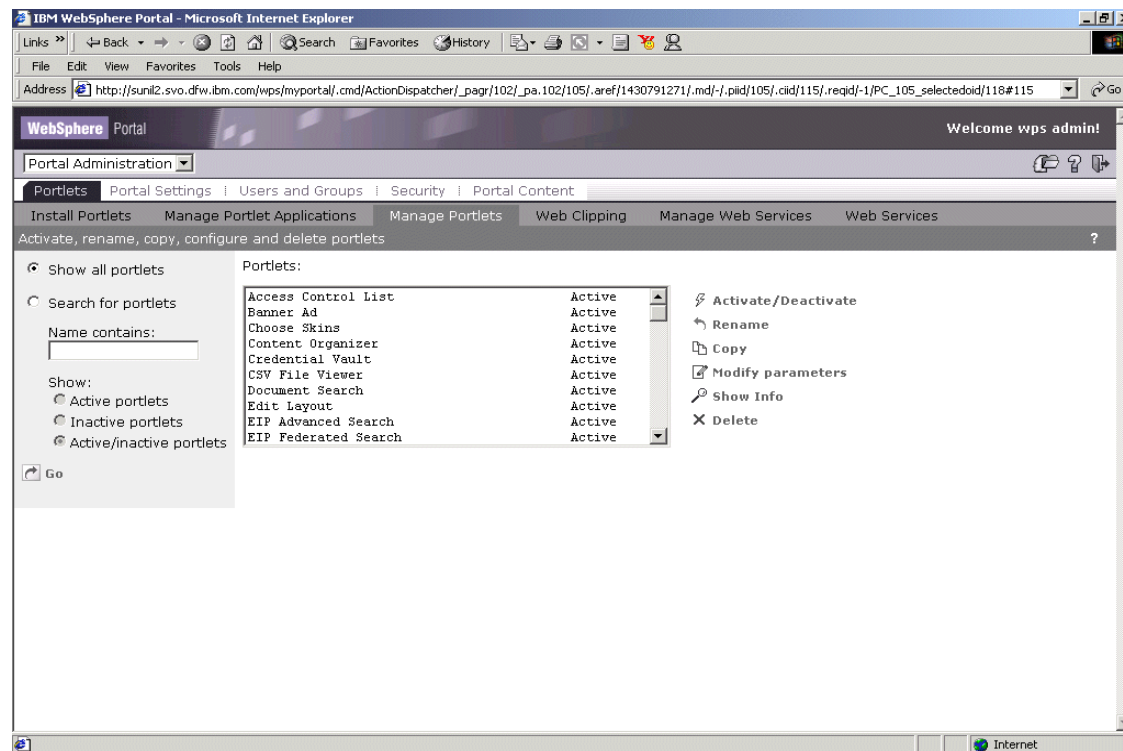 IBM WebSphere Portal - Microsoft Internet Explorer
Links » Back Search Favorites History
File Edit View Favorites Tools Help
Address http://sunil2.svo.dfw.ibm.com/wps/myportal/.cmd/ActionDispatcher/_pagr/102/_pa.102/105/.aref/1430791271/.md/-/.piid/105/.ciid/115/.reqid/-1/PC_105_selectedoid/118#115 Go
WebSphere Portal Welcome wps admin!
Portal Administration
Portlets Portal Settings | Users and Groups | Security | Portal Content
Install Portlets Manage Portlet Applications Manage Portlets Web Clipping Manage Web Services Web Services
Activate, rename, copy, configure and delete portlets ?
Show all portlets
Search for portlets
Name contains:
Show:
Active portlets
Inactive portlets
Active/inactive portlets
Go
Portlets:
Access Control List Active
Banner Ad Active
Choose Skins Active
Content Organizer Active
Credential Vault Active
CSV File Viewer Active
Document Search Active
Edit Layout Active
EIP Advanced Search Active
EIP Federated Search Active
Activate/Deactivate
Rename
Copy
Modify parameters
Show Info
Delete
Internet